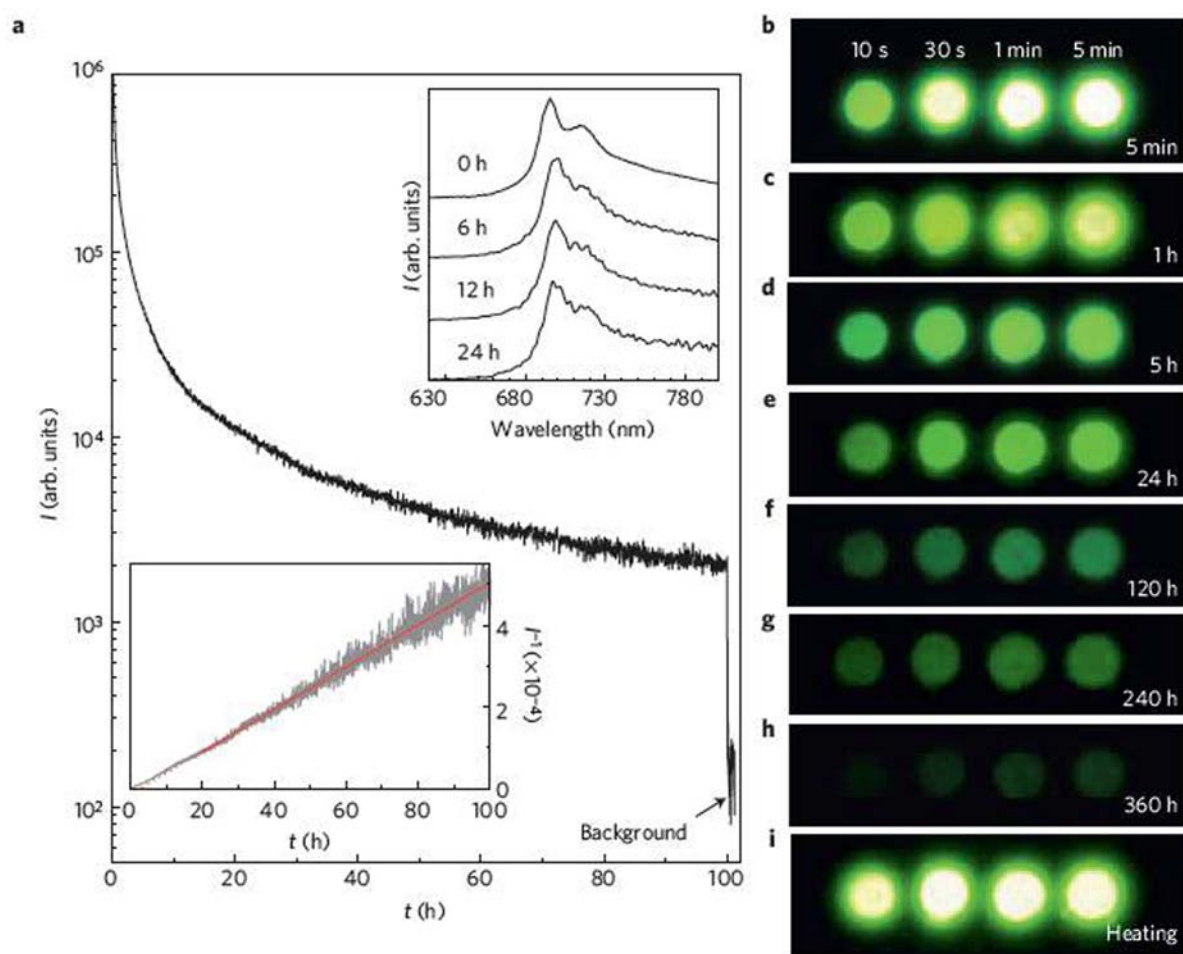 a
I (arb. units)
10⁶
10⁵
10⁴
10³
10²
0 20 40 60 80 100
t (h)
Background
I (arb. units)
0 h
6 h
12 h
24 h
630 680 730 780
Wavelength (nm)
I⁻¹ (×10⁻⁴)
4
2
0
0 20 40 60 80 100
t (h)
b
10 s 30 s 1 min 5 min
5 min
c
1 h
d
5 h
e
24 h
f
120 h
g
240 h
h
360 h
i
Heating